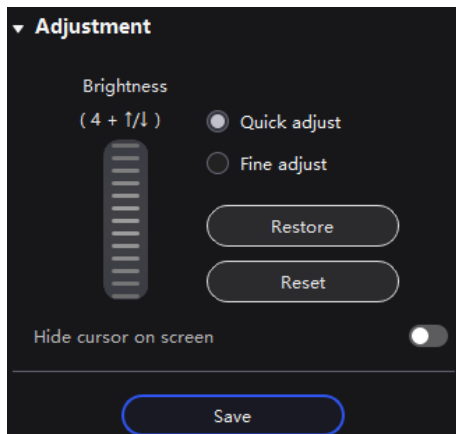 Adjustment
Brightness
( 4 + ↑/↓ )
Quick adjust
Fine adjust
Restore
Reset
Hide cursor on screen
Save